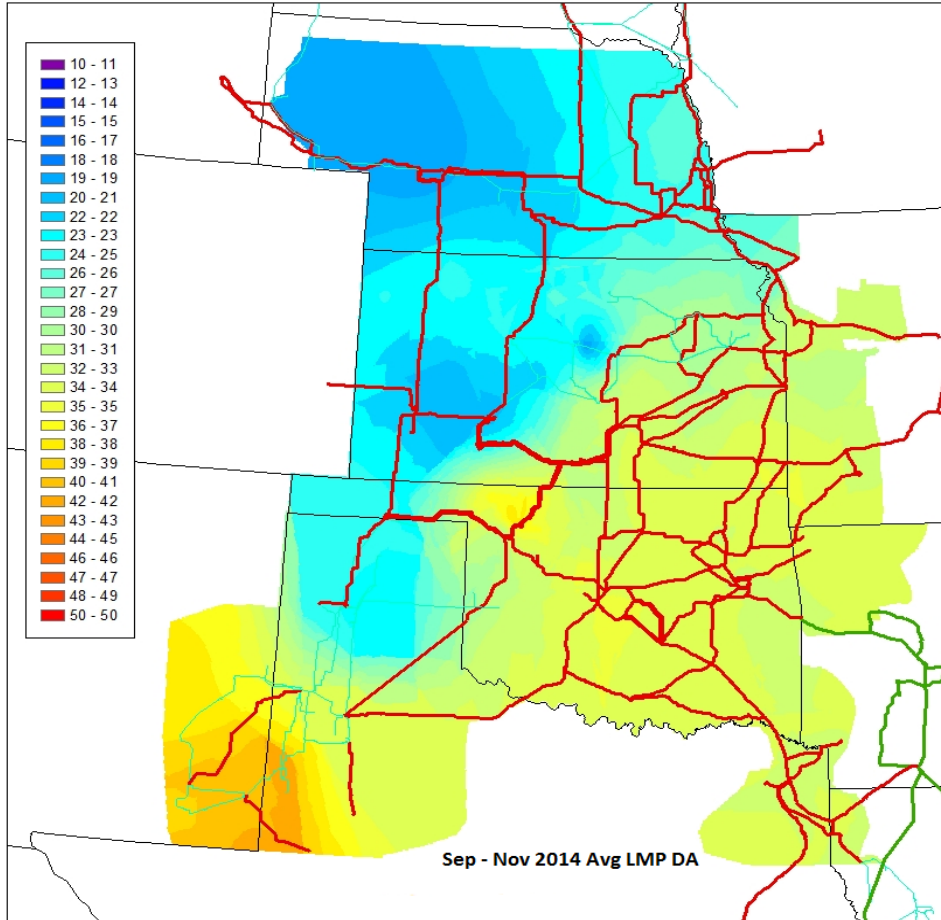 10 - 11
12 - 13
14 - 14
15 - 15
16 - 17
18 - 18
19 - 19
20 - 21
22 - 22
23 - 23
24 - 25
26 - 26
27 - 27
28 - 29
30 - 30
31 - 31
32 - 33
34 - 34
35 - 35
36 - 37
38 - 38
39 - 39
40 - 41
42 - 42
43 - 43
44 - 45
46 - 46
47 - 47
48 - 49
50 - 50
Sep - Nov 2014 Avg LMP DA